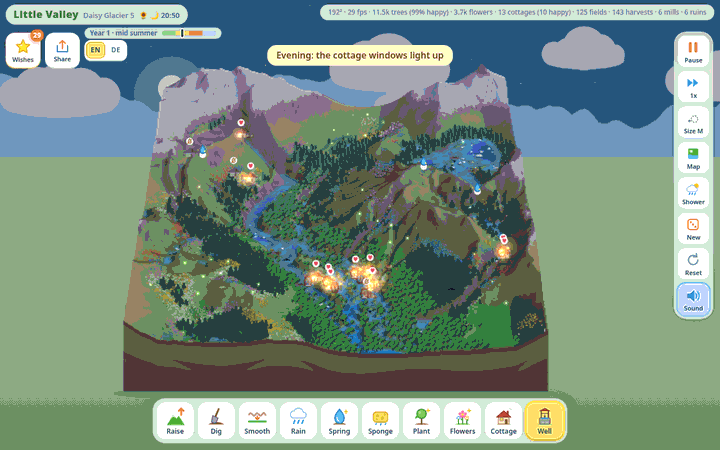 Little Valley Daisy Glacier 5 20:50
192² · 29 fps · 11.5k trees (99% happy) · 3.7k flowers · 13 cottages (10 happy) · 125 fields · 143 harvests · 6 mills · 6 ruins
Year 1 · mid summer
29
Wishes
Share
EN DE
Evening: the cottage windows light up
Pause
1x
Size M
Map
Shower
New
Reset
Sound
Raise
Dig
Smooth
Rain
Spring
Sponge
Plant
Flowers
Cottage
Well